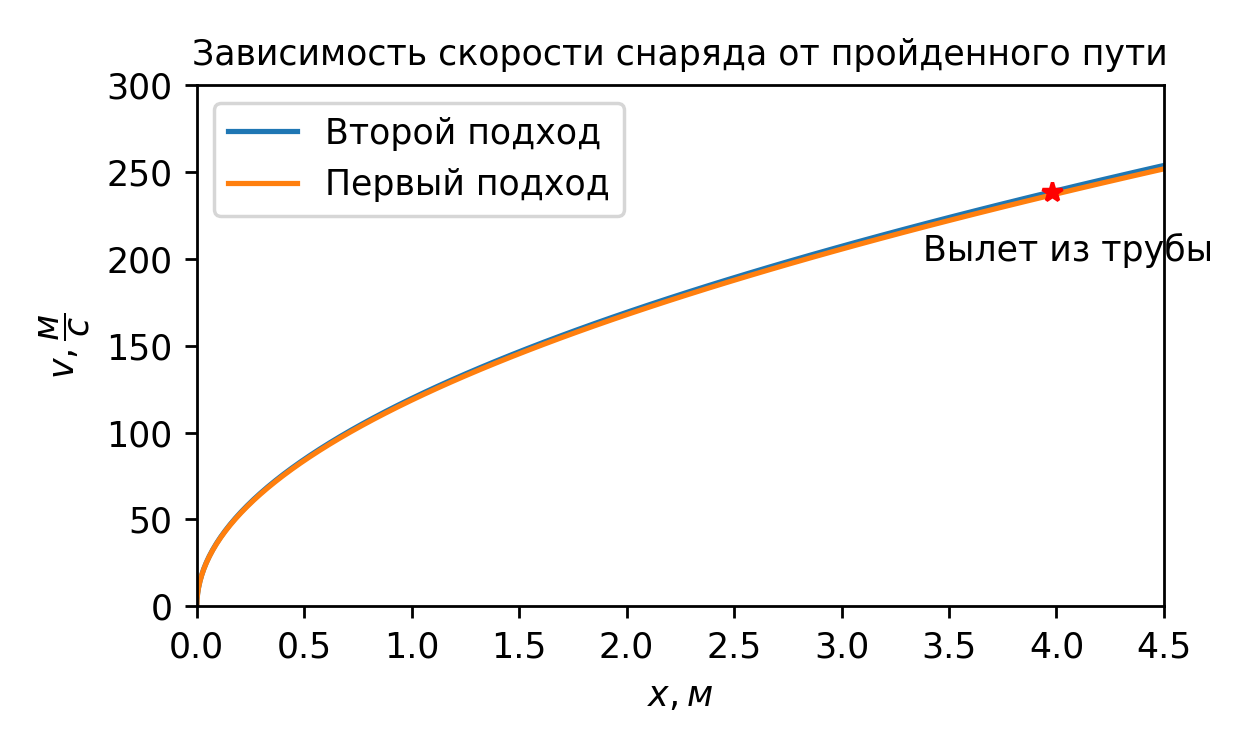 Зависимость скорости снаряда от пройденного пути
300
250
200
150
100
50
0
v, м/с
Второй подход
Первый подход
Вылет из трубы
0.0 0.5 1.0 1.5 2.0 2.5 3.0 3.5 4.0 4.5
x, м